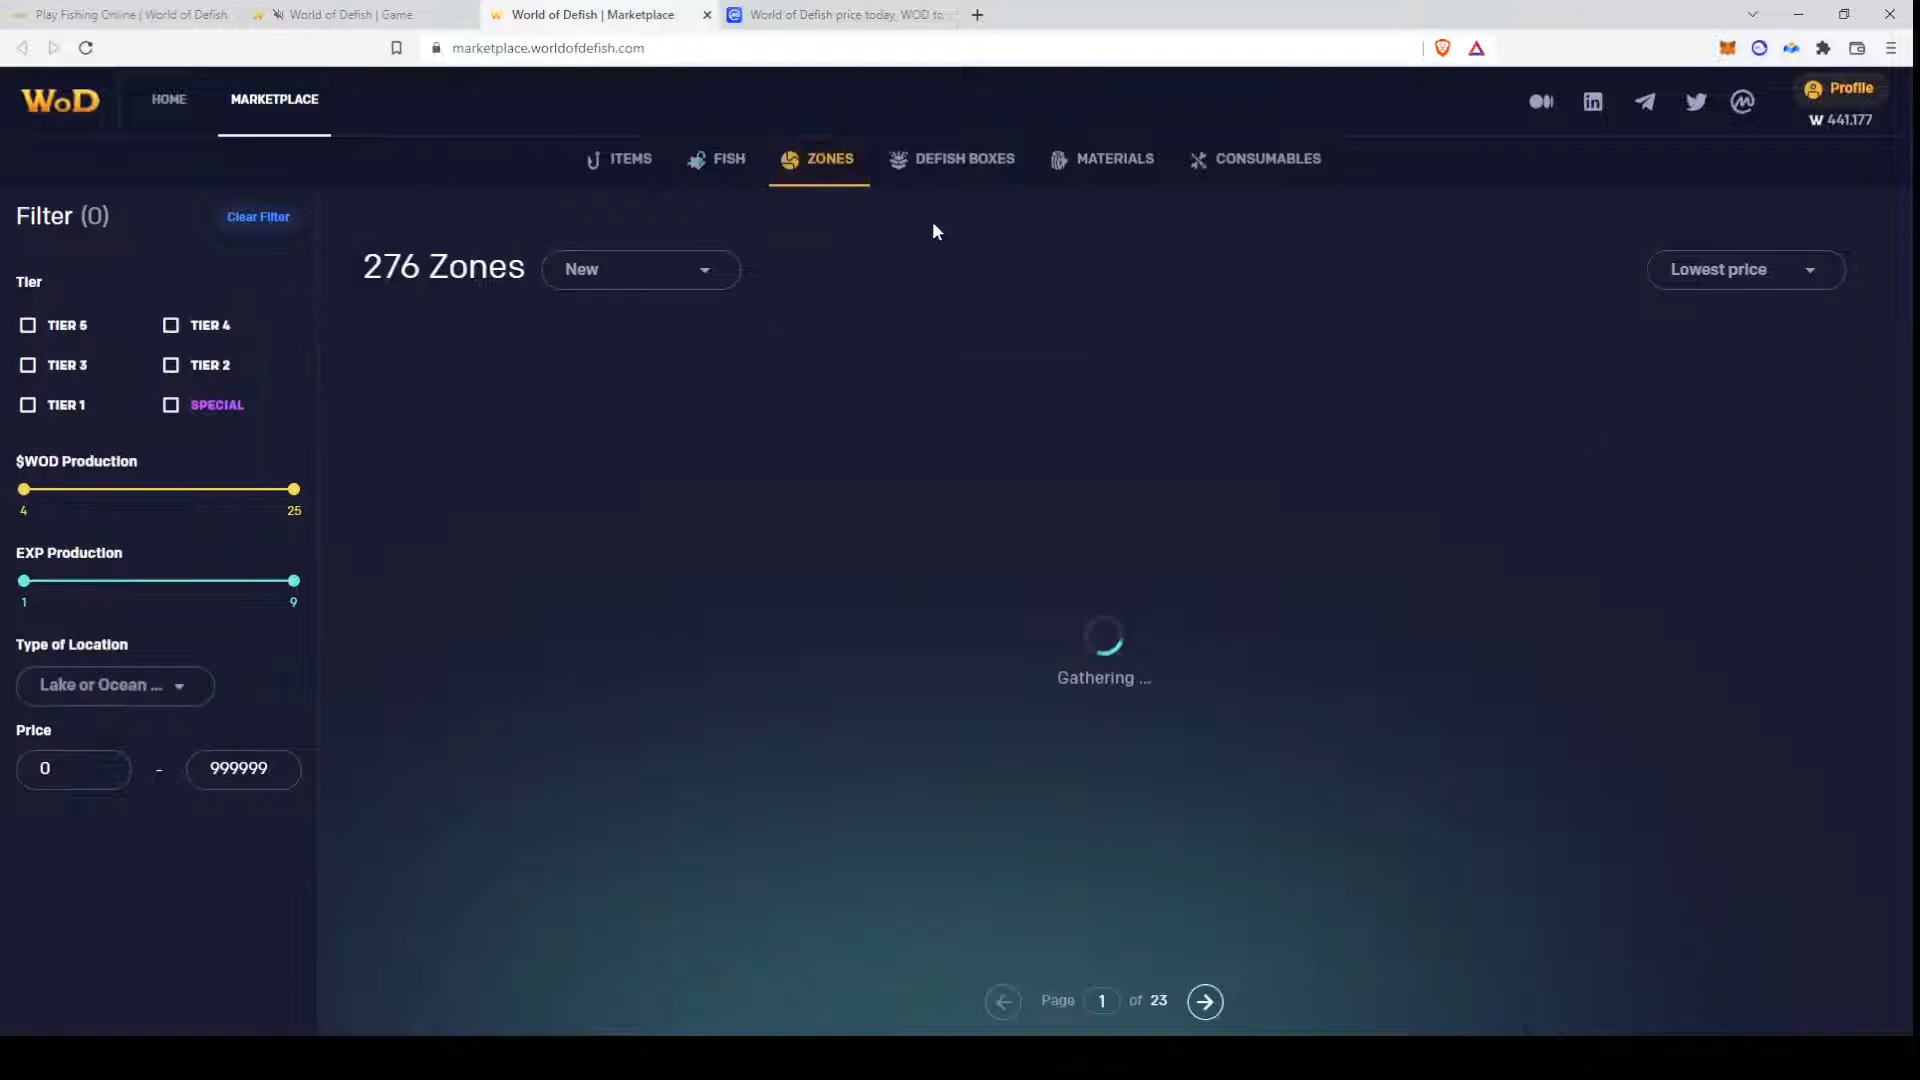 Play Fishing Online | World of Defish
World of Defish | Game
World of Defish | Marketplace
World of Defish price today, WOD to
marketplace.worldofdefish.com
WoD
HOME
MARKETPLACE
Profile
W 441.177
ITEMS
FISH
ZONES
DEFISH BOXES
MATERIALS
CONSUMABLES
Filter (0)
Clear Filter
276 Zones
New
Lowest price
Tier
TIER 5
TIER 4
TIER 3
TIER 2
TIER 1
SPECIAL
$WOD Production
4
25
EXP Production
1
9
Type of Location
Lake or Ocean ...
Price
0
-
999999
Gathering ...
Page 1 of 23